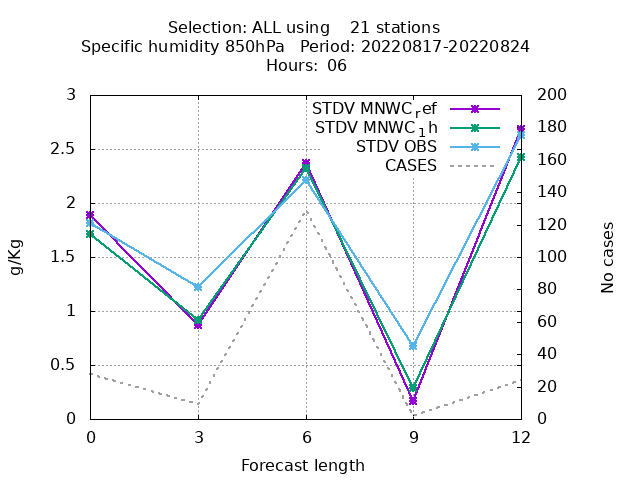 Selection: ALL using    21 stations
Specific humidity 850hPa   Period: 20220817-20220824
Hours:  06
STDV MNWCref
STDV MNWC1h
STDV OBS
CASES
3
2.5
2
1.5
1
0.5
0
200
180
160
140
120
100
80
60
40
20
0
g/Kg
No cases
0 3 6 9 12
Forecast length